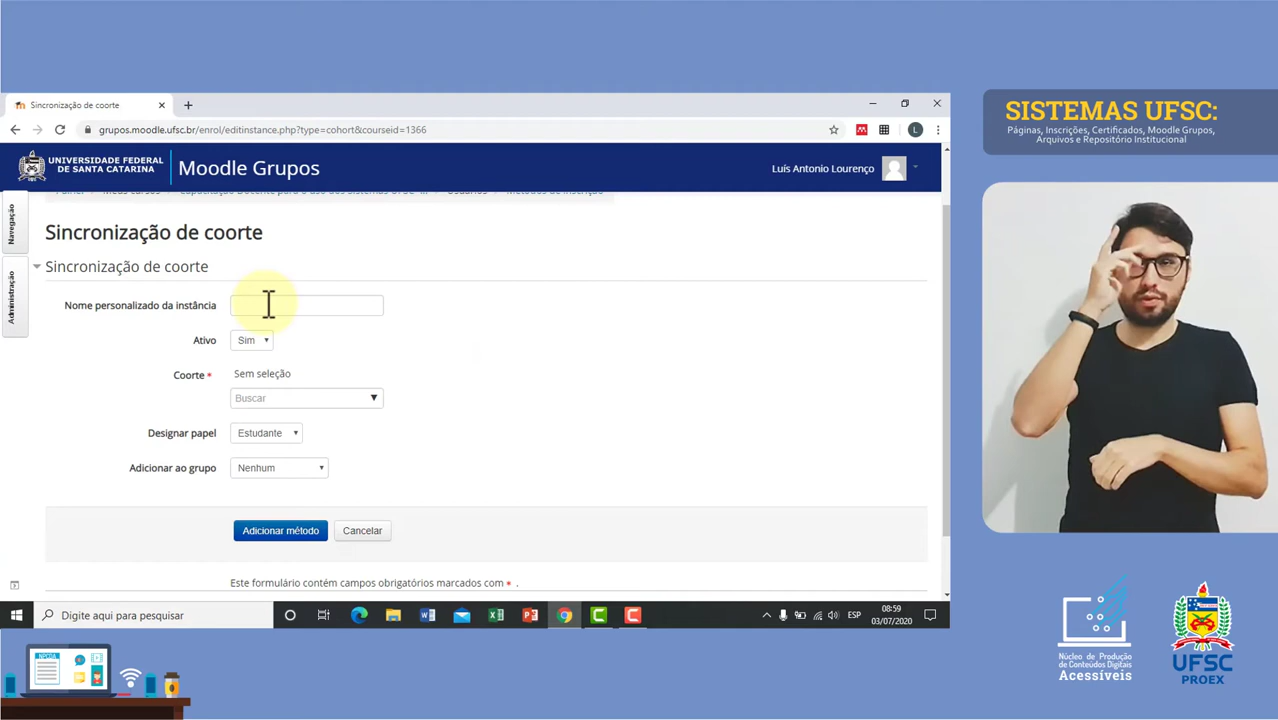 Sincronização de coorte
grupos.moodle.ufsc.br/enrol/editinstance.php?type=cohort&courseid=1366
L
UNIVERSIDADE FEDERAL
DE SANTA CATARINA
Moodle Grupos
Luís Antonio Lourenço
Navegação
Administração
Sincronização de coorte
Sincronização de coorte
Nome personalizado da instância
Ativo
Sim
Coorte *
Sem seleção
Buscar
Designar papel
Estudante
Adicionar ao grupo
Nenhum
Adicionar método
Cancelar
Este formulário contém campos obrigatórios marcados com * .
Digite aqui para pesquisar
ESP
08:59
03/07/2020
SISTEMAS UFSC:
Páginas, Inscrições, Certificados, Moodle Grupos,
Arquivos e Repositório Institucional
Núcleo de Produção
de Conteúdos Digitais
Acessíveis
UFSC
PROEX
NPCDA